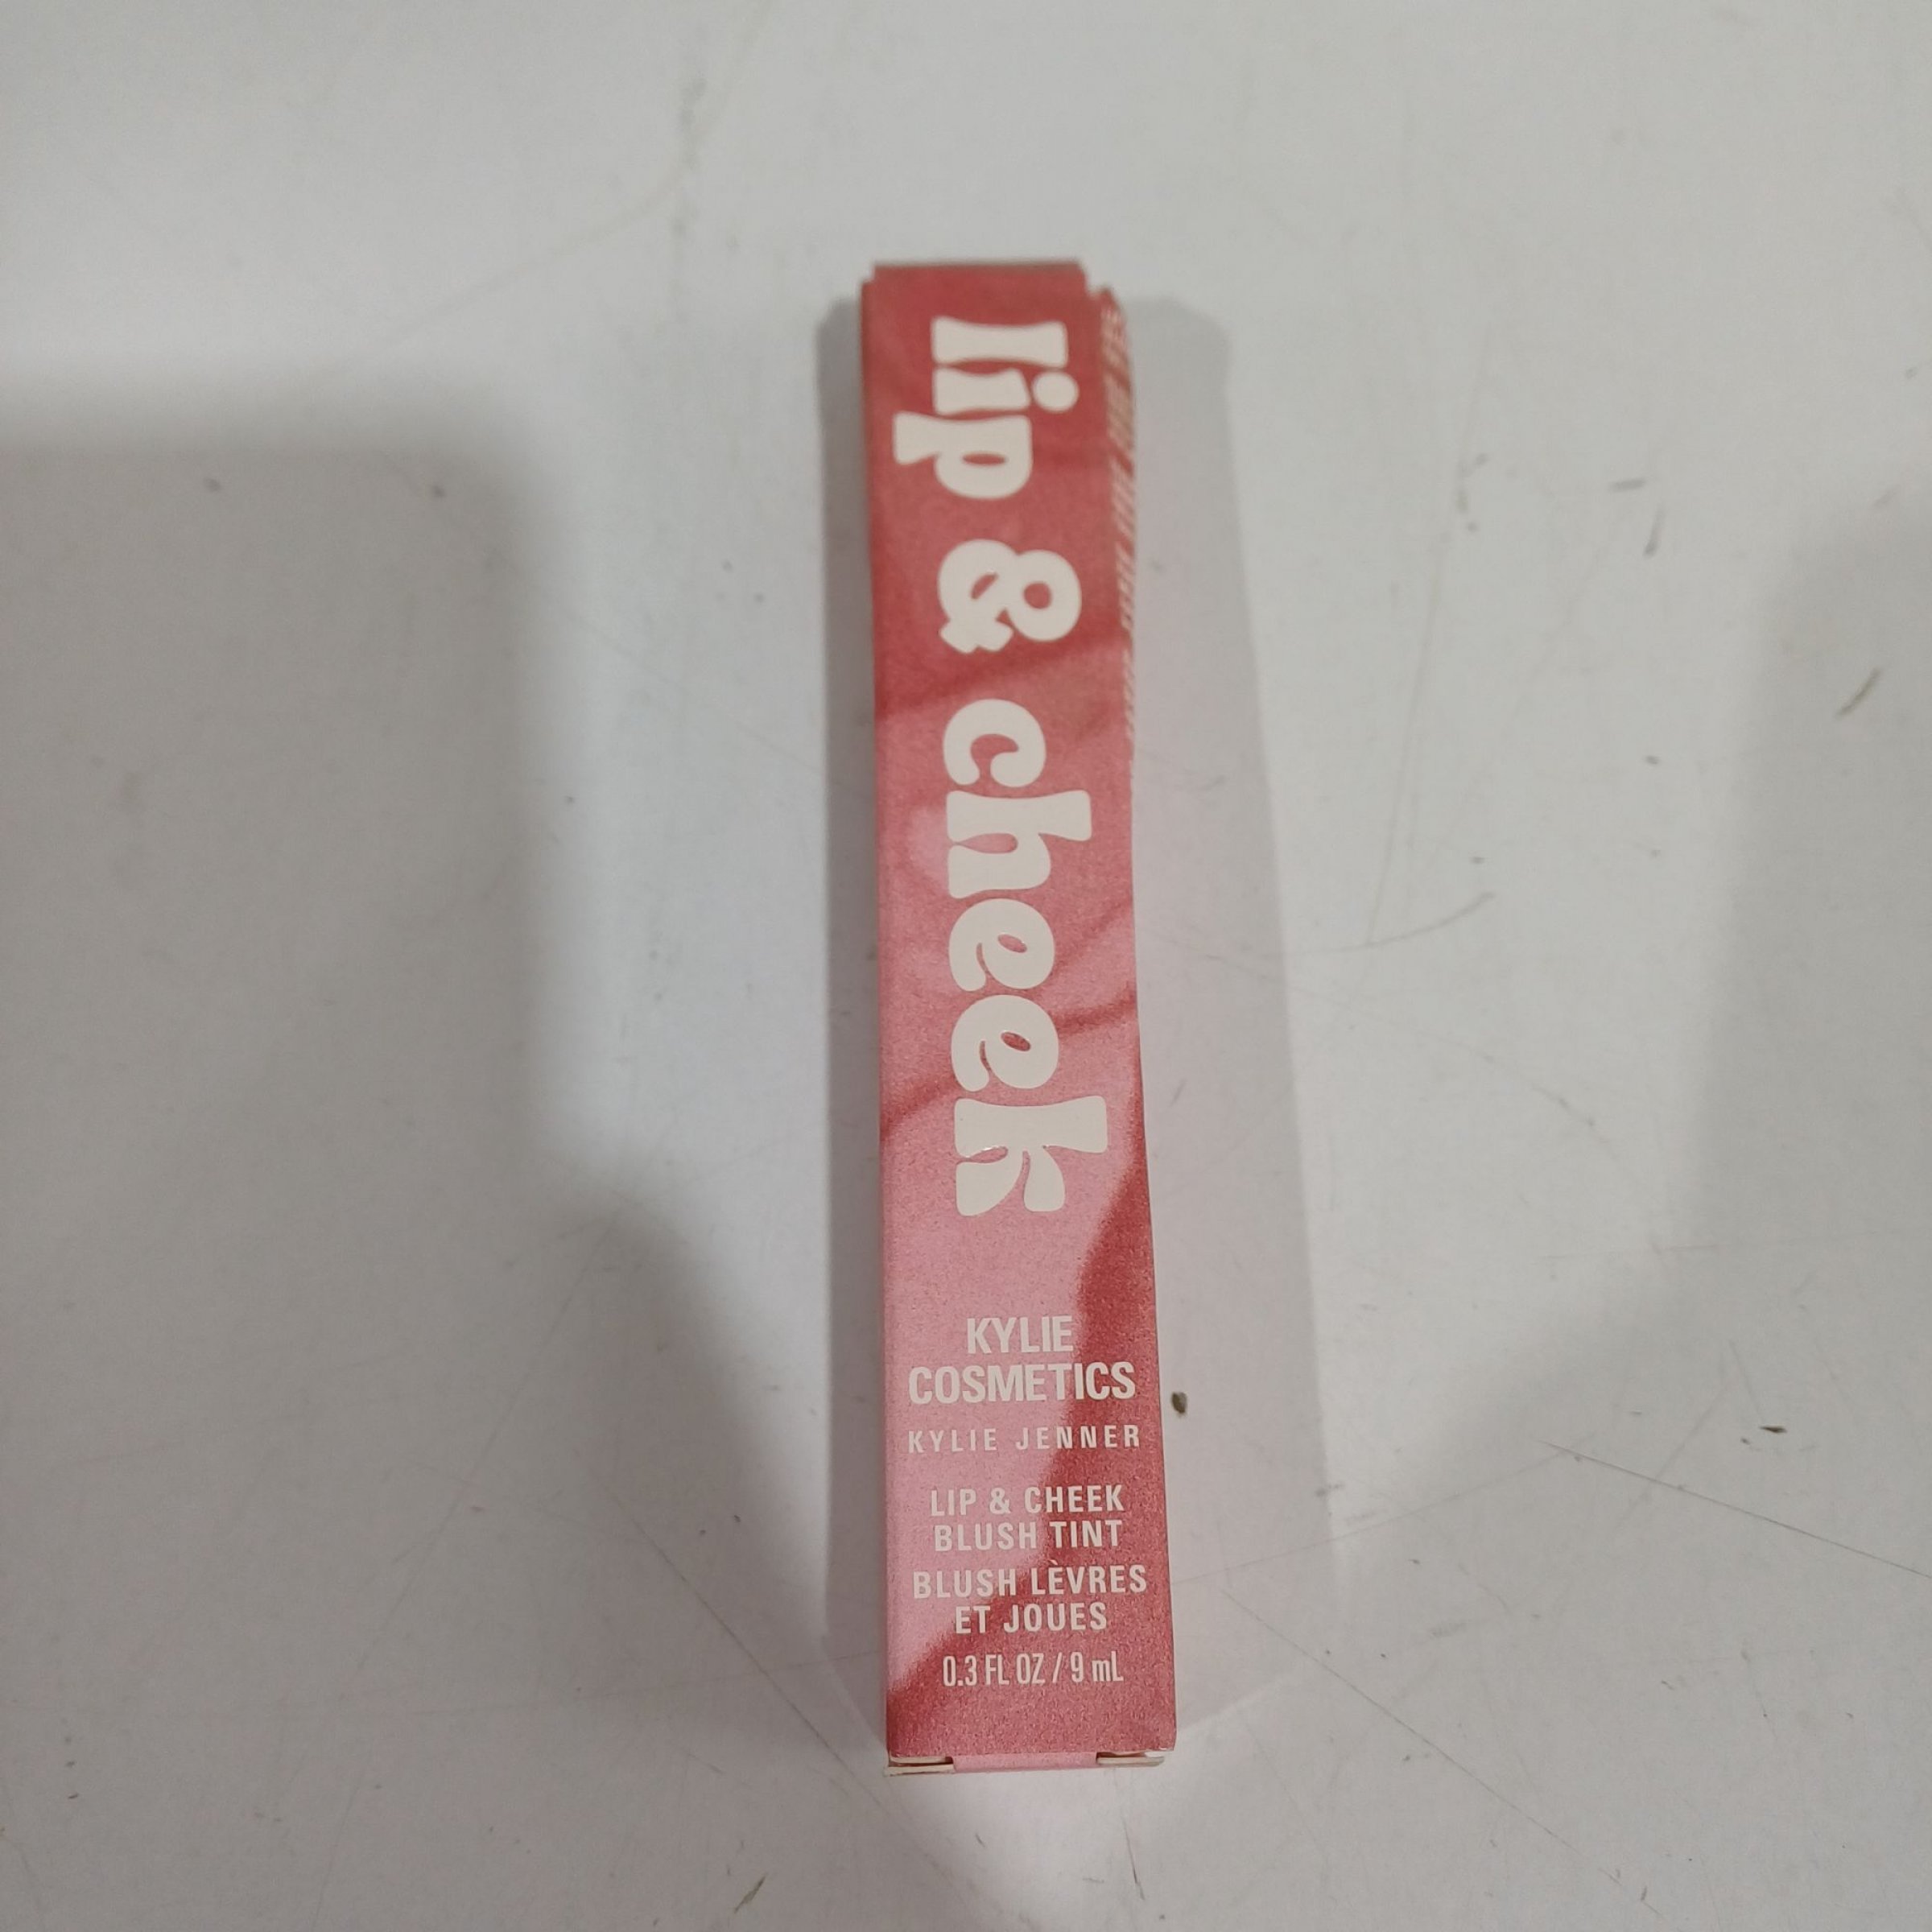 lip & cheek
KYLIE
COSMETICS
KYLIE JENNER
LIP & CHEEK
BLUSH TINT
BLUSH LÈVRES
ET JOUES
0.3 FL OZ / 9 mL